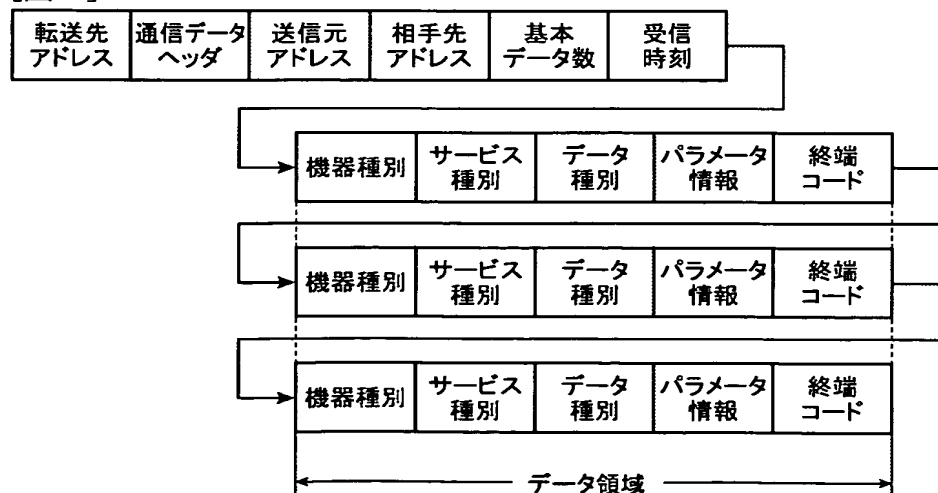 転送先 通信データ 送信元 相手先 基本 受信
アドレス ヘッダ アドレス アドレス データ数 時刻
機器種別 サービス種別 データ種別 パラメータ情報 終端コード
機器種別 サービス種別 データ種別 パラメータ情報 終端コード
機器種別 サービス種別 データ種別 パラメータ情報 終端コード
データ領域